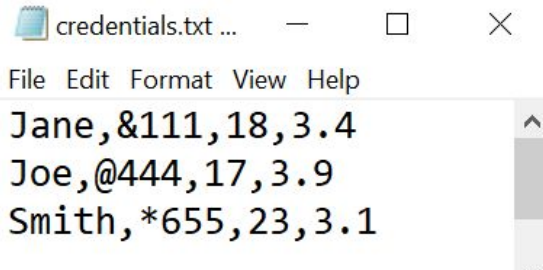 credentials.txt ...
File Edit Format View Help
Jane,&111,18,3.4
Joe,@444,17,3.9
Smith,*655,23,3.1